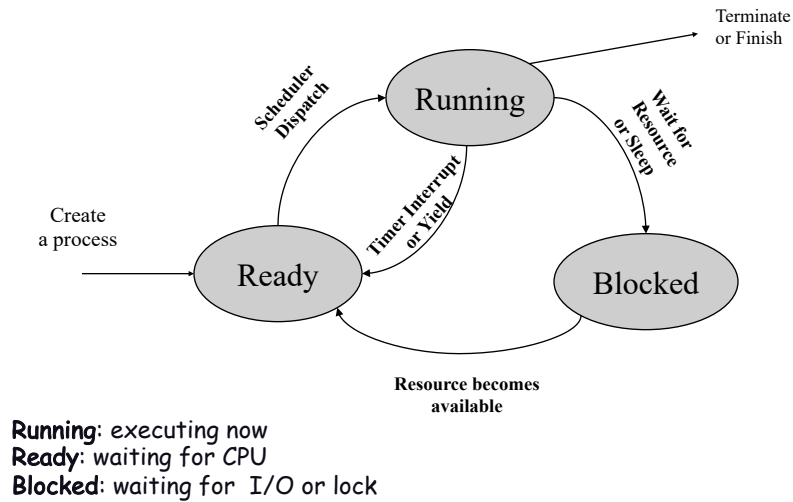 Terminate
or Finish
Running
Scheduler
Dispatch
Wait for
Resource
or Sleep
Timer Interrupt
or Yield
Create
a process
Ready
Blocked
Resource becomes
available
Running: executing now
Ready: waiting for CPU
Blocked: waiting for I/O or lock